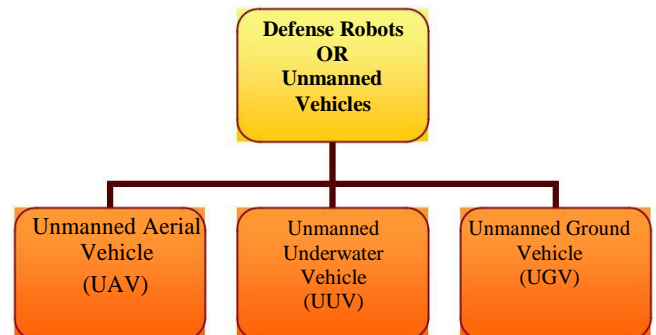 Defense Robots
OR
Unmanned
Vehicles
Unmanned Aerial
Vehicle
(UAV)
Unmanned
Underwater
Vehicle
(UUV)
Unmanned Ground
Vehicle
(UGV)